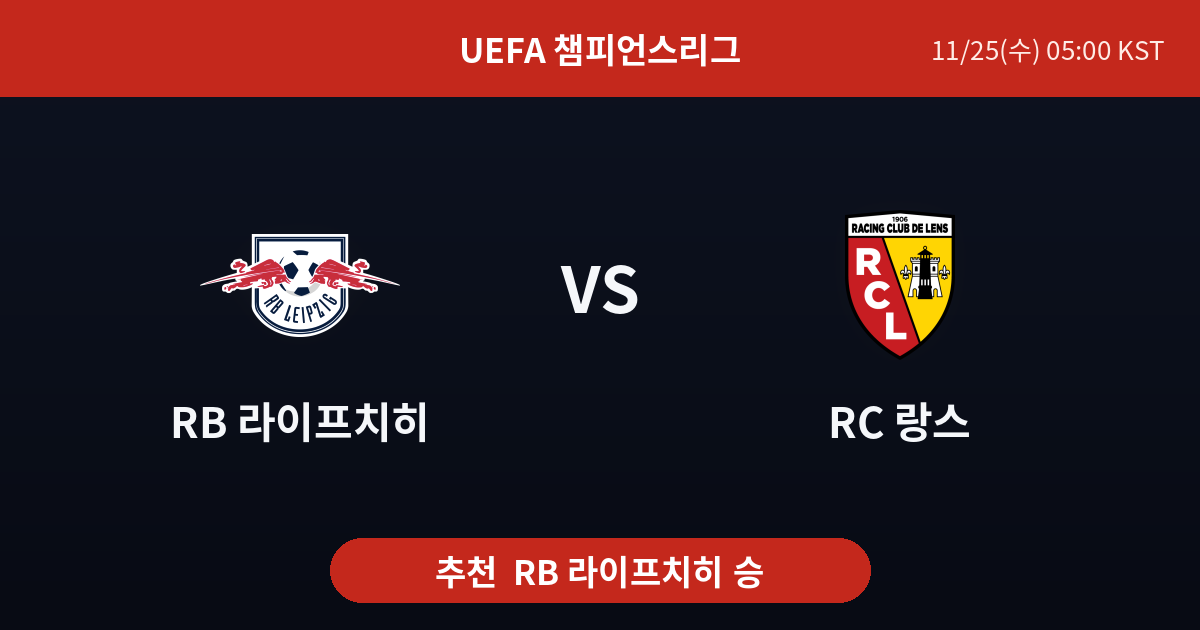 UEFA 챔피언스리그
11/25(수) 05:00 KST
RB LEIPZIG
VS
1906
RACING CLUB DE LENS
R
C
L
RB 라이프치히
RC 랑스
추천 RB 라이프치히 승